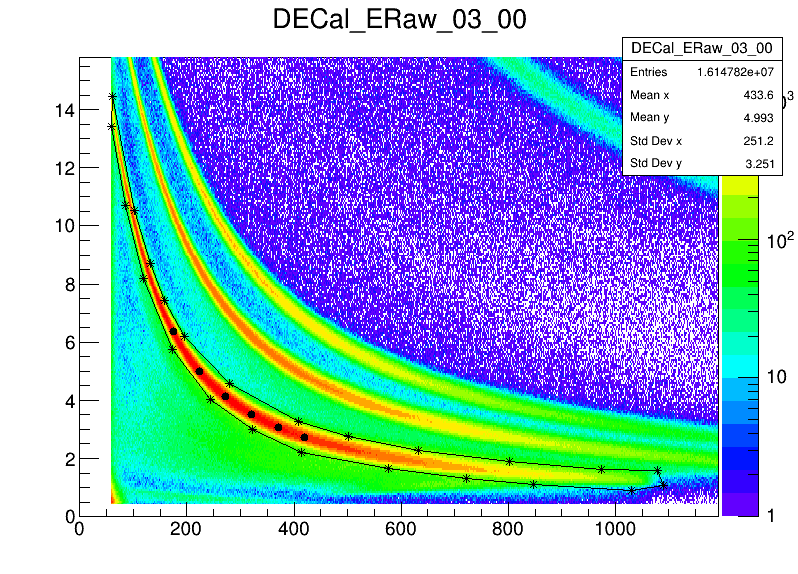 DECal_ERaw_03_00
DECal_ERaw_03_00
Entries 1.614782e+07
Mean x 433.6
Mean y 4.993
Std Dev x 251.2
Std Dev y 3.251
14
12
10
8
6
4
2
0
0 200 400 600 800 1000
10²
10
1